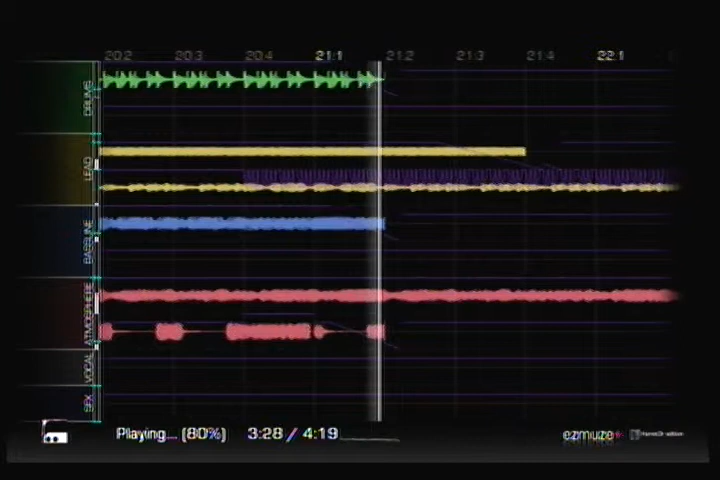 20:2 20:3 20:4 21:1 21:2 21:3 21:4 22:1
DRUMS
LEAD
BASSLINE
ATMOSPHERE
VOCAL
SFX
Playing... (80%) 3:28 / 4:19
ezmuze+